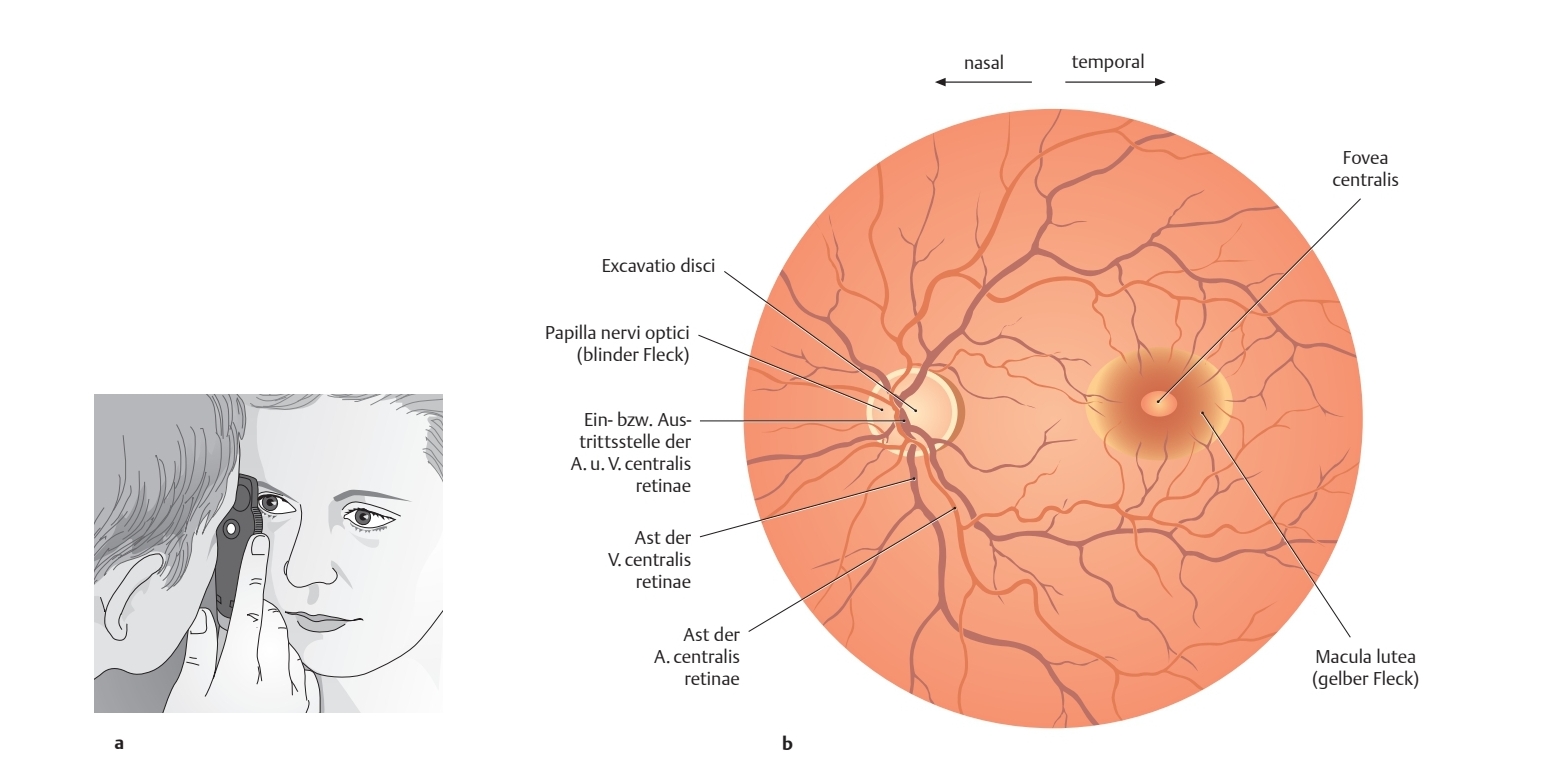 nasal
temporal
Fovea
centralis
Excavatio disci
Papilla nervi optici
(blinder Fleck)
Ein- bzw. Aus-
trittsstelle der
A. u. V. centralis
retinae
Ast der
V. centralis
retinae
Ast der
A. centralis
retinae
Macula lutea
(gelber Fleck)
a
b